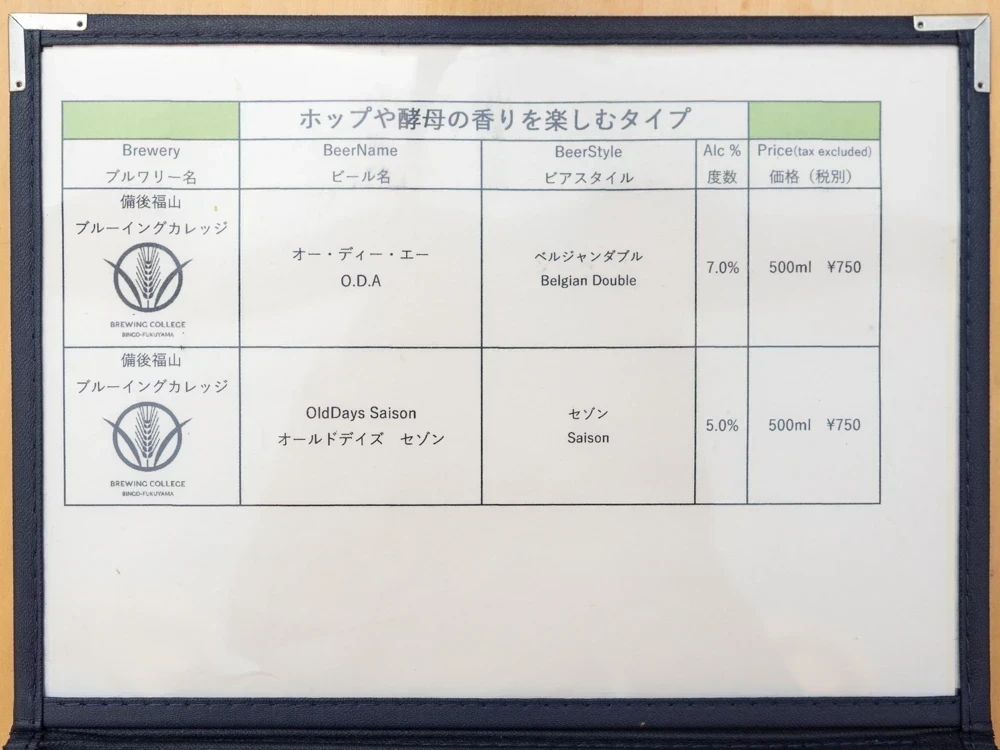 ホップや酵母の香りを楽しむタイプ
Brewery BeerName BeerStyle Alc % Price(tax excluded)
ブルワリー名 ビール名 ビアスタイル 度数 価格（税別）
備後福山
ブルーイングカレッジ
BREWING COLLEGE
BINGO-FUKUYAMA
オー・ディー・エー
O.D.A
ベルジャンダブル
Belgian Double
7.0%
500ml ¥750
備後福山
ブルーイングカレッジ
BREWING COLLEGE
BINGO-FUKUYAMA
OldDays Saison
オールドデイズ　セゾン
セゾン
Saison
5.0%
500ml ¥750